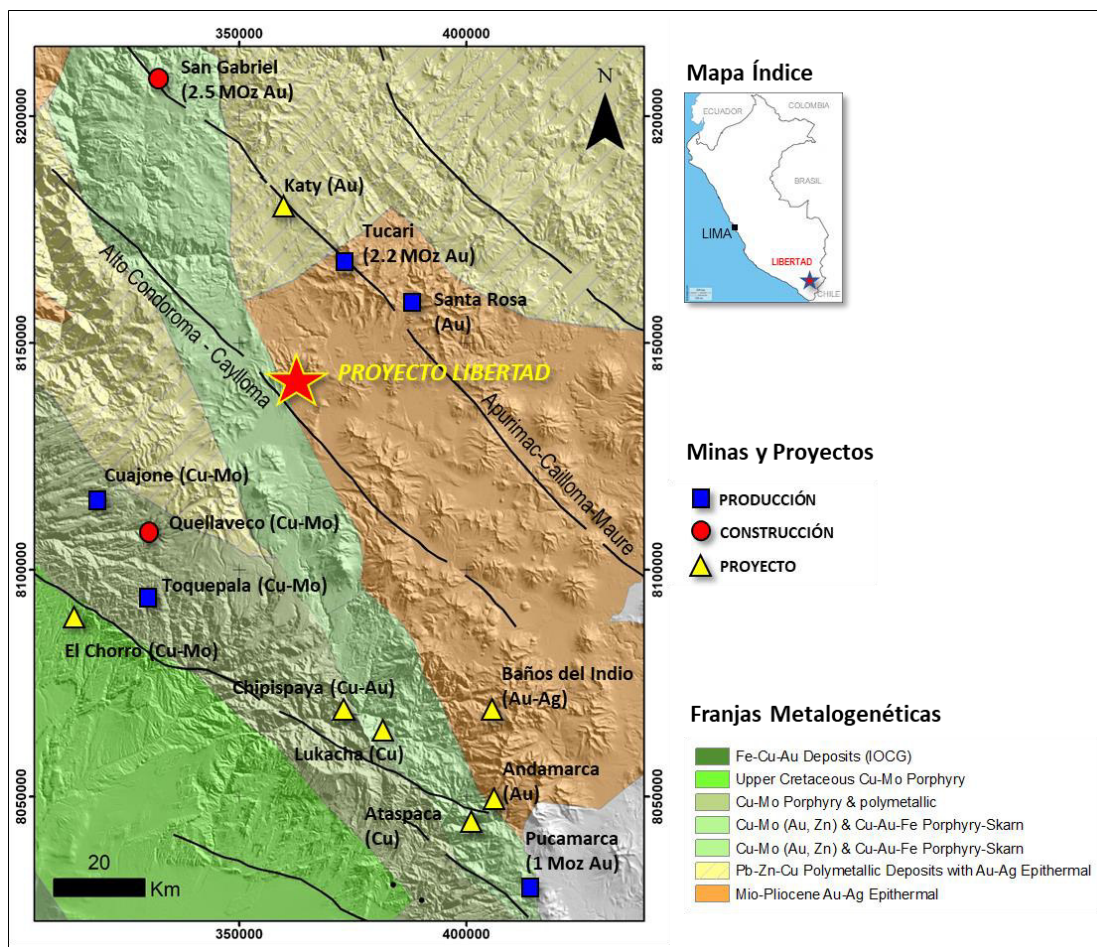 350000
400000
San Gabriel
(2.5 MOz Au)
N
8200000
8200000
Katy (Au)
Tucari
(2.2 MOz Au)
Santa Rosa
(Au)
Alto Condoroma - Caylloma
8150000
8150000
PROYECTO LIBERTAD
Apurimac-Cailloma-Maure
Cuajone (Cu-Mo)
Quellaveco (Cu-Mo)
8100000
8100000
Toquepala (Cu-Mo)
El Chorro (Cu-Mo)
Chipispaya (Cu-Au)
Baños del Indio
(Au-Ag)
Lukacha (Cu)
Andamarca
(Au)
8050000
8050000
Ataspaca
(Cu)
Pucamarca
(1 Moz Au)
20
Km
350000
400000
Mapa Índice
ECUADOR
COLOMBIA
BRASIL
LIMA
LIBERTAD
CHILE
Minas y Proyectos
PRODUCCIÓN
CONSTRUCCIÓN
PROYECTO
Franjas Metalogenéticas
Fe-Cu-Au Deposits (IOCG)
Upper Cretaceous Cu-Mo Porphyry
Cu-Mo Porphyry & polymetallic
Cu-Mo (Au, Zn) & Cu-Au-Fe Porphyry-Skarn
Cu-Mo (Au, Zn) & Cu-Au-Fe Porphyry-Skarn
Pb-Zn-Cu Polymetallic Deposits with Au-Ag Epithermal
Mio-Pliocene Au-Ag Epithermal